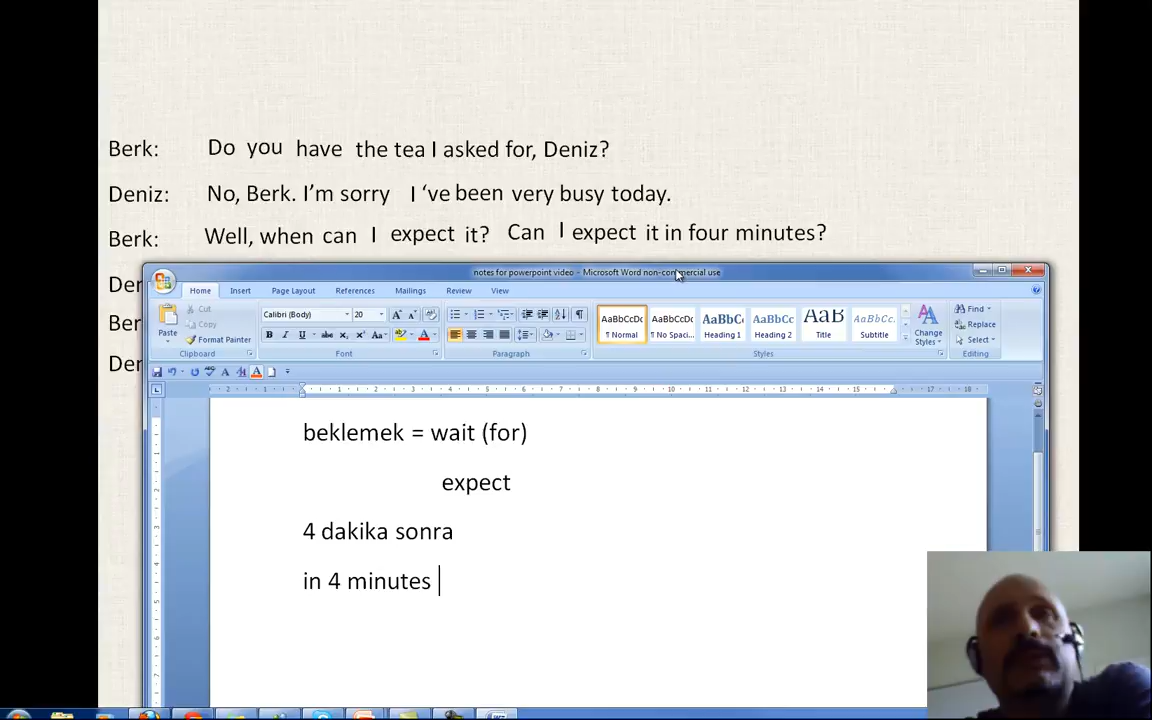 Berk: Do you have the tea I asked for, Deniz?
Deniz: No, Berk. I'm sorry I 've been very busy today.
Berk: Well, when can I expect it? Can I expect it in four minutes?
Der
Ber
Der
notes for powerpoint video - Microsoft Word non-commercial use
Home Insert Page Layout References Mailings Review View
Paste
Cut
Copy
Format Painter
Clipboard
Calibri (Body) 20
Font
Paragraph
AaBbCcDc AaBbCcDc AaBbC AaBbCc AaB AaBbCc.
¶ Normal ¶ No Spaci... Heading 1 Heading 2 Title Subtitle
Change Styles
Styles
Find
Replace
Select
Editing
beklemek = wait (for)
expect
4 dakika sonra
in 4 minutes